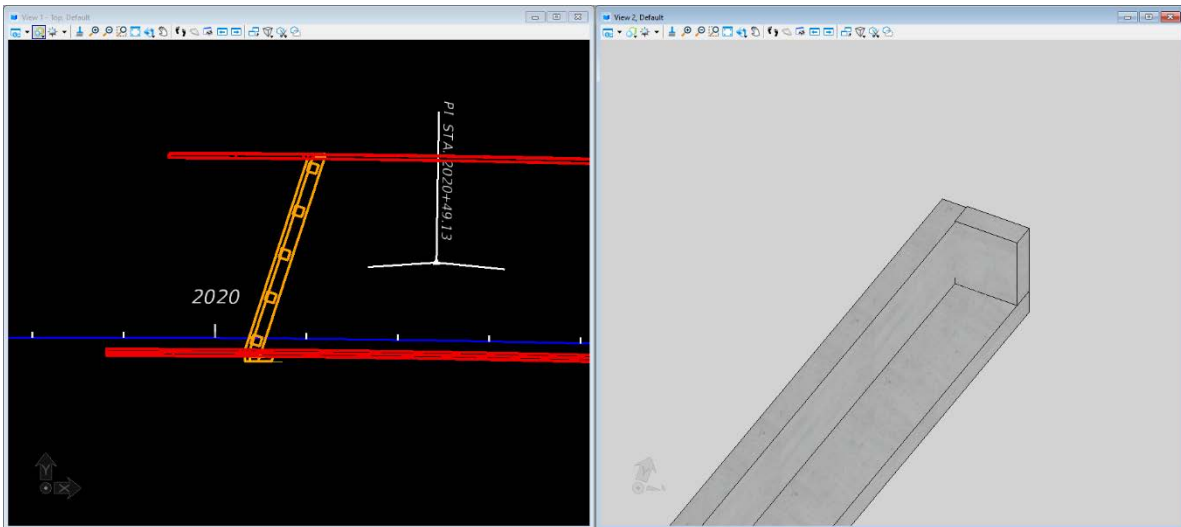 View 1 - Top, Default
View 2, Default
PI STA. 2020+49.13
2020
Y
X